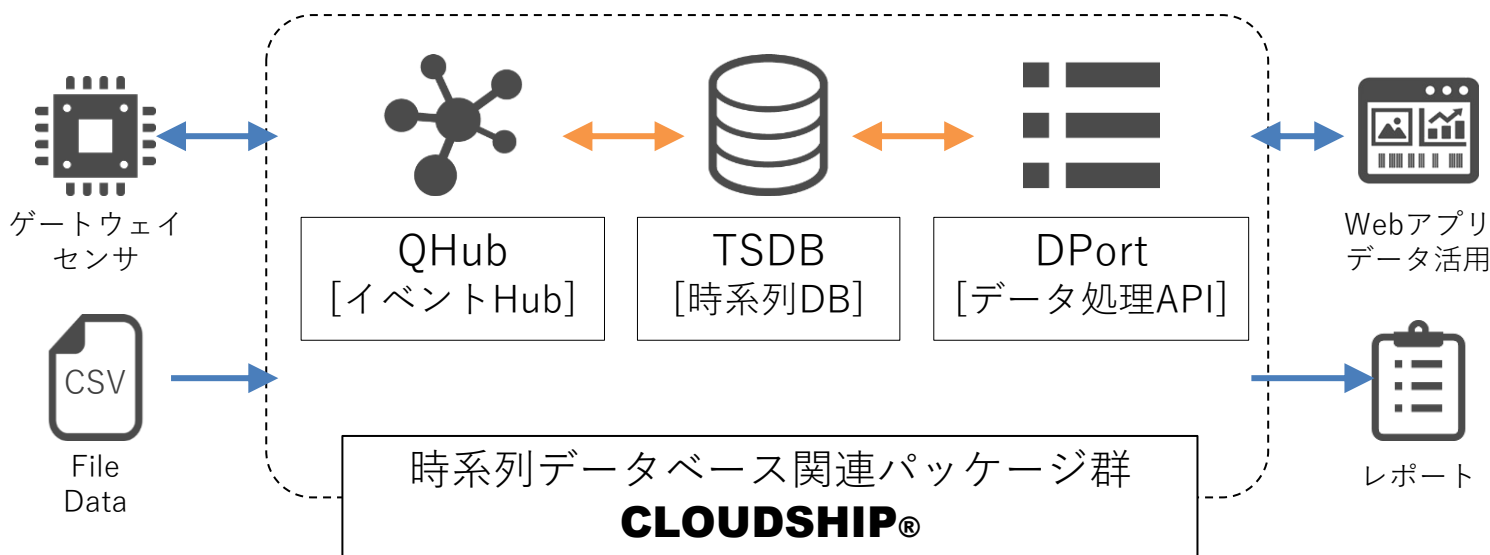 ゲートウェイ
センサ
CSV
File
Data
QHub
[イベントHub]
TSDB
[時系列DB]
DPort
[データ処理API]
Webアプリ
データ活用
レポート
時系列データベース関連パッケージ群
CLOUDSHIP®